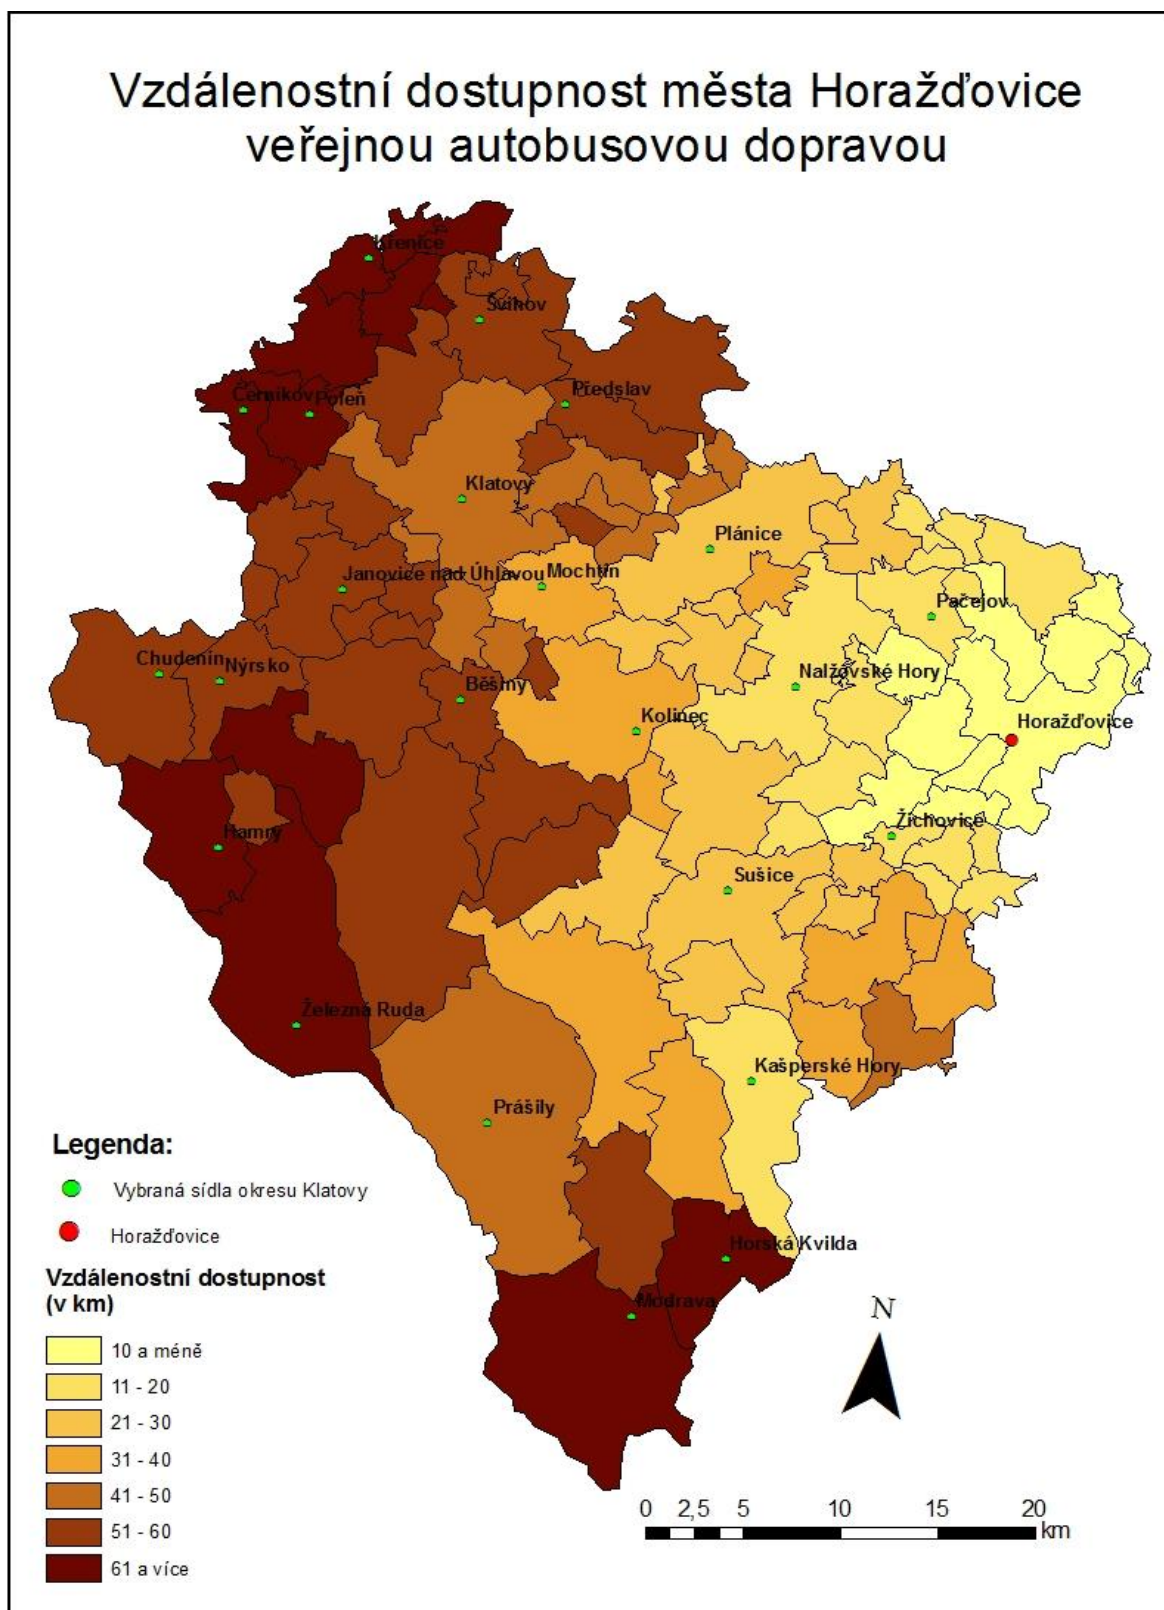 Vzdálenostní dostupnost města Horažďovice
veřejnou autobusovou dopravou
Křenice
Švihov
Předslav
Černíkov
Poleň
Klatovy
Plánice
Janovice nad Úhlavou
Mochtín
Pačejov
Chudenín
Nýrsko
Běšiny
Nalžovské Hory
Kolinec
Horažďovice
Hamry
Žichovice
Sušice
Železná Ruda
Kašperské Hory
Prášily
Horská Kvilda
Modrava
Legenda:
Vybraná sídla okresu Klatovy
Horažďovice
Vzdálenostní dostupnost
(v km)
10 a méně
11 - 20
21 - 30
31 - 40
41 - 50
51 - 60
61 a více
N
0 2,5 5 10 15 20
km